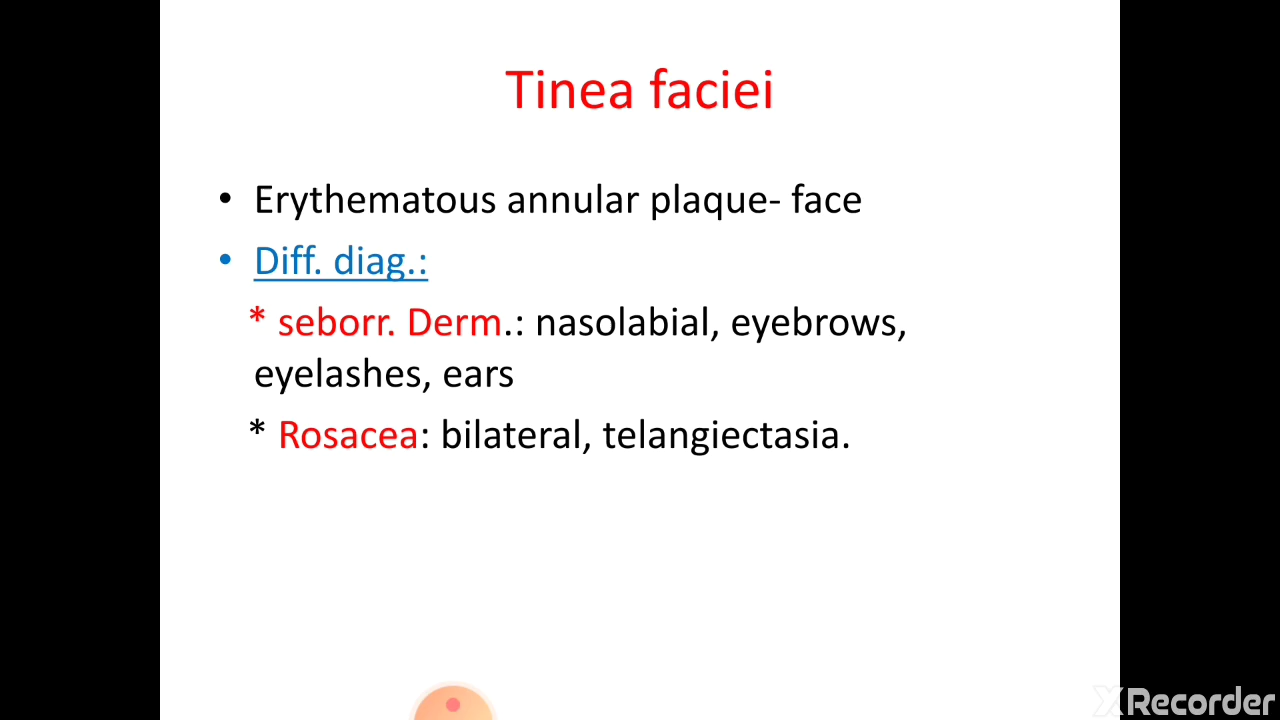 Tinea faciei
• Erythematous annular plaque- face
• Diff. diag.:
* seborr. Derm.: nasolabial, eyebrows,
eyelashes, ears
* Rosacea: bilateral, telangiectasia.
XRecorder